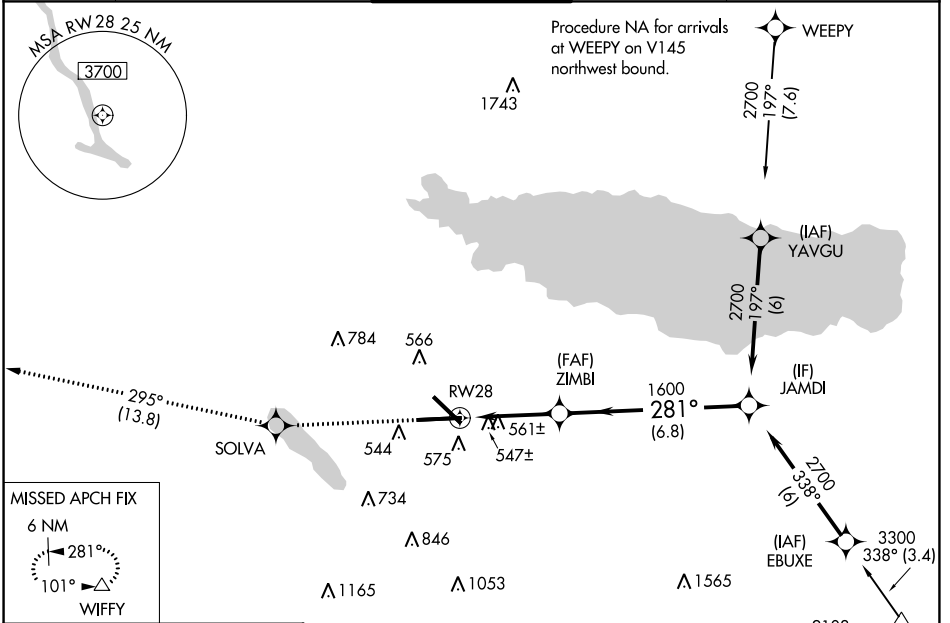 MSA RW 28 25 NM
3700
Procedure NA for arrivals
at WEEPY on V145
northwest bound.
WEEPY
1743
2700
197°
(7.6)
(IAF)
YAVGU
2700
197°
(6)
784
566
(FAF)
ZIMBI
(IF)
JAMDI
RW28
1600
281°
(6.8)
295°
(13.8)
SOLVA
544
575
561±
547±
2700
338°
(6)
734
MISSED APCH FIX
6 NM
281°
101°
WIFFY
846
(IAF)
EBUXE
3300
338° (3.4)
1165
1053
1565